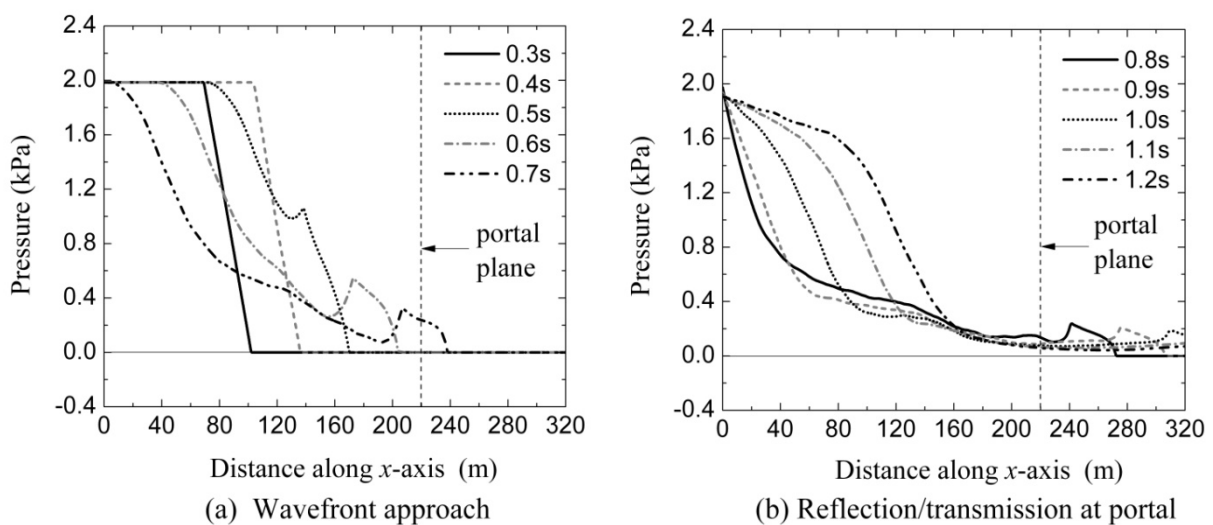 2.4
2.0
1.6
1.2
0.8
0.4
0.0
-0.4
Pressure (kPa)
0.3s
0.4s
0.5s
0.6s
0.7s
portal
plane
0 40 80 120 160 200 240 280 320
Distance along x-axis (m)
(a) Wavefront approach
2.4
2.0
1.6
1.2
0.8
0.4
0.0
-0.4
Pressure (kPa)
0.8s
0.9s
1.0s
1.1s
1.2s
portal
plane
0 40 80 120 160 200 240 280 320
Distance along x-axis (m)
(b) Reflection/transmission at portal